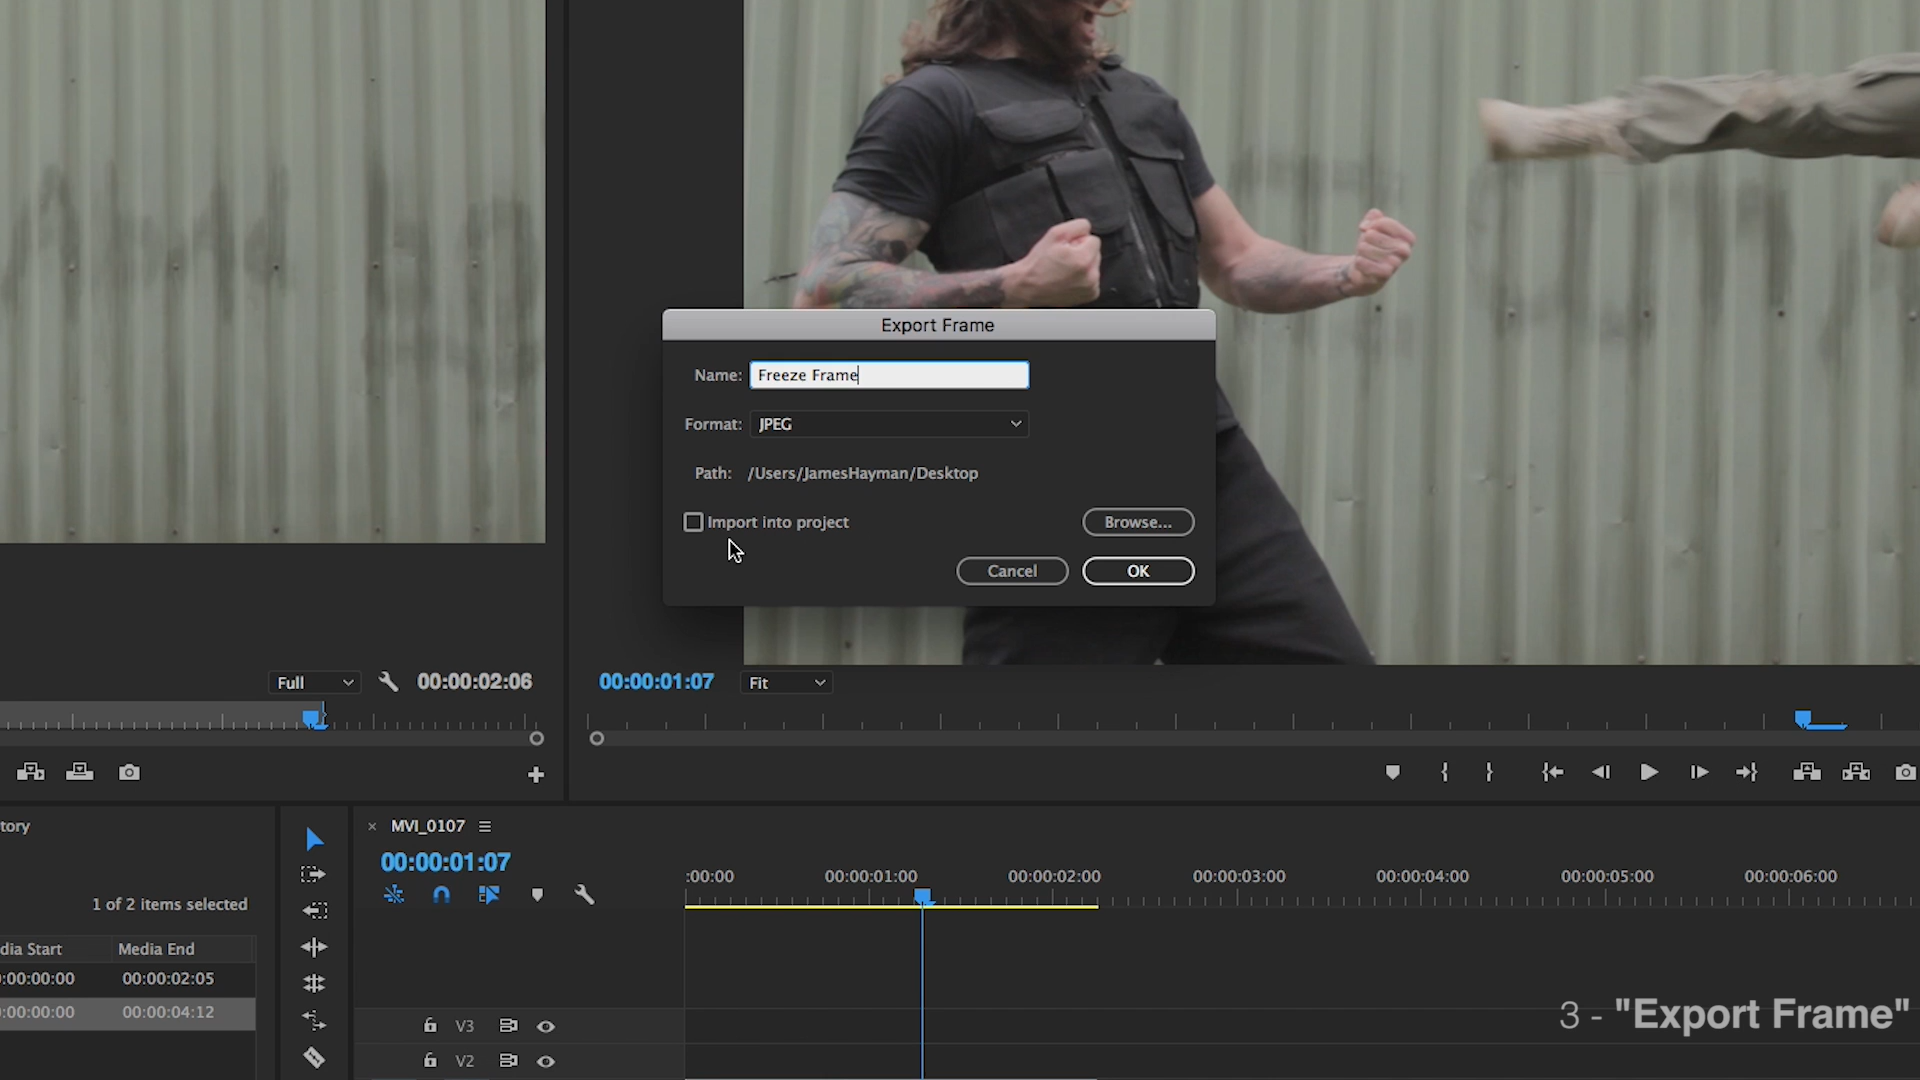 Export Frame
Name: Freeze Frame
Format: JPEG
Path: /Users/JamesHayman/Desktop
Import into project
Browse...
Cancel
OK
Full
00:00:02:06
00:00:01:07
Fit
tory
1 of 2 items selected
dia Start Media End
:00:00:00 00:00:02:05
:00:00:00 00:00:04:12
× MVI_0107
00:00:01:07
:00:00 00:00:01:00 00:00:02:00 00:00:03:00 00:00:04:00 00:00:05:00 00:00:06:00
V3
V2
3 - "Export Frame"